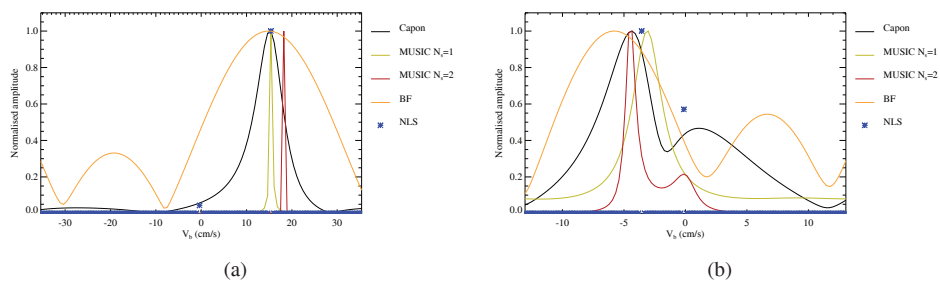 Normalised amplitude
1.0
0.8
0.6
0.4
0.2
0.0
-30
-20
-10
0
10
20
30
V_b (cm/s)
Capon
MUSIC N_s=1
MUSIC N_s=2
BF
NLS
(a)
Normalised amplitude
1.0
0.8
0.6
0.4
0.2
0.0
-10
-5
0
5
10
V_b (cm/s)
Capon
MUSIC N_s=1
MUSIC N_s=2
BF
NLS
(b)